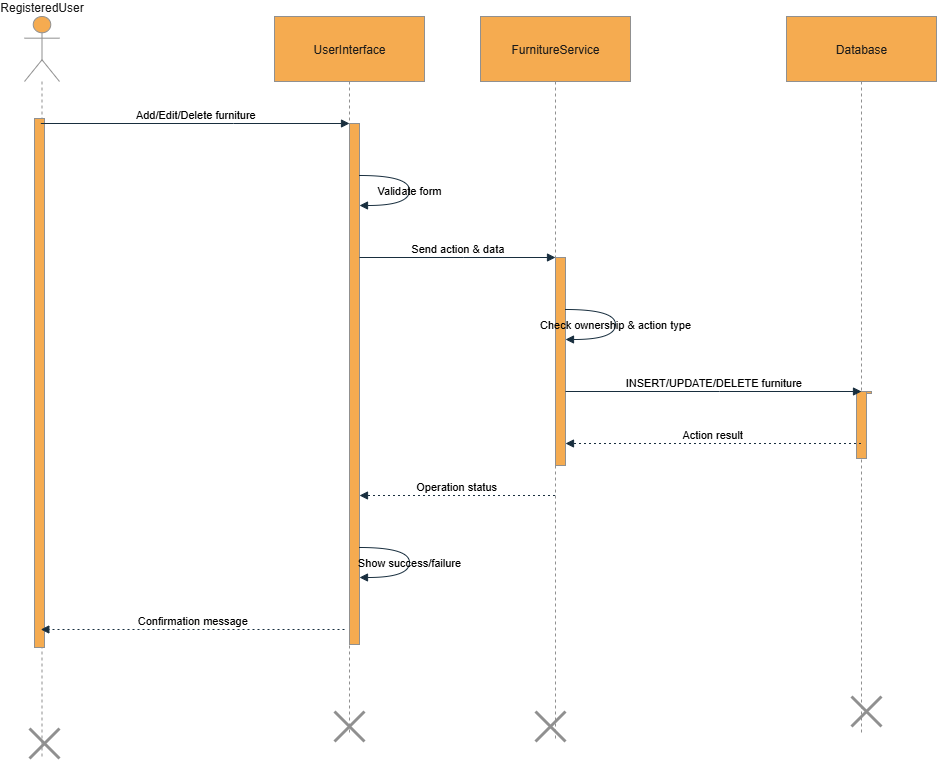 RegisteredUser
UserInterface
FurnitureService
Database
Add/Edit/Delete furniture
Validate form
Send action & data
Check ownership & action type
INSERT/UPDATE/DELETE furniture
Action result
Operation status
Show success/failure
Confirmation message